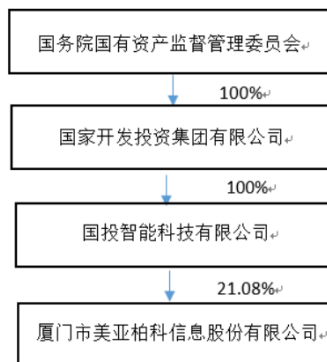 国务院国有资产监督管理委员会
100%
国家开发投资集团有限公司
100%
国投智能科技有限公司
21.08%
厦门市美亚柏科信息股份有限公司